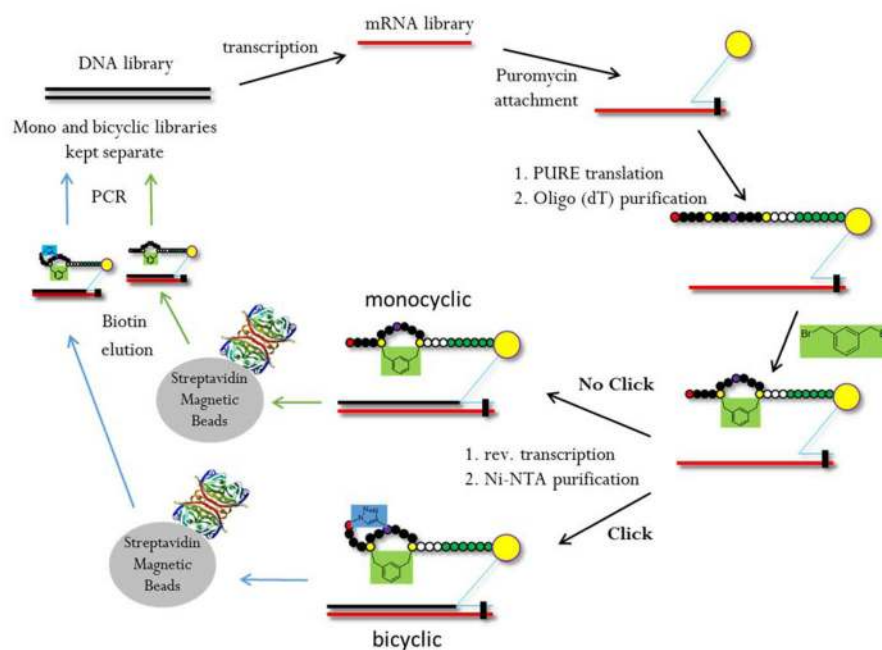 mRNA library
transcription
DNA library
Puromycin
attachment
Mono and bicyclic libraries
kept separate
PCR
1. PURE translation
2. Oligo (dT) purification
monocyclic
Biotin
elution
Br
Streptavidin
Magnetic
Beads
No Click
1. rev. transcription
2. Ni-NTA purification
Click
Streptavidin
Magnetic
Beads
bicyclic